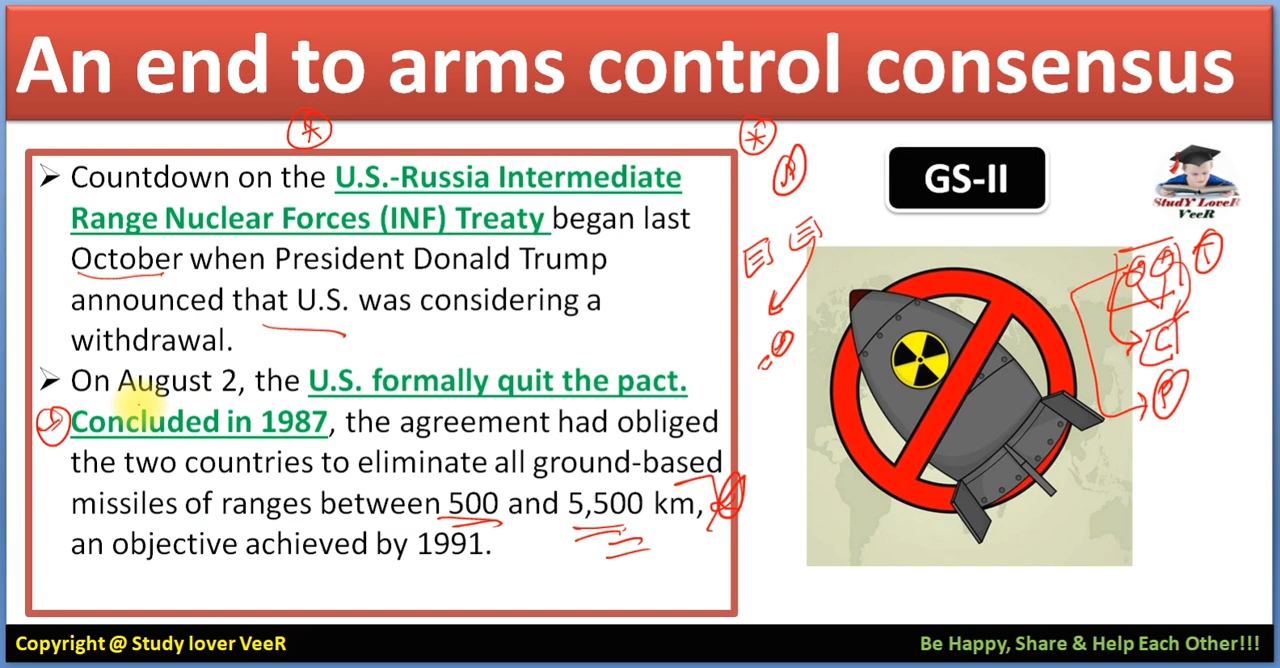 An end to arms control consensus
➤ Countdown on the U.S.-Russia Intermediate
Range Nuclear Forces (INF) Treaty began last
October when President Donald Trump
announced that U.S. was considering a
withdrawal.
➤ On August 2, the U.S. formally quit the pact.
Concluded in 1987, the agreement had obliged
the two countries to eliminate all ground-based
missiles of ranges between 500 and 5,500 km,
an objective achieved by 1991.
GS-II
StudY LoveR
VeeR
Copyright @ Study lover VeeR
Be Happy, Share & Help Each Other!!!